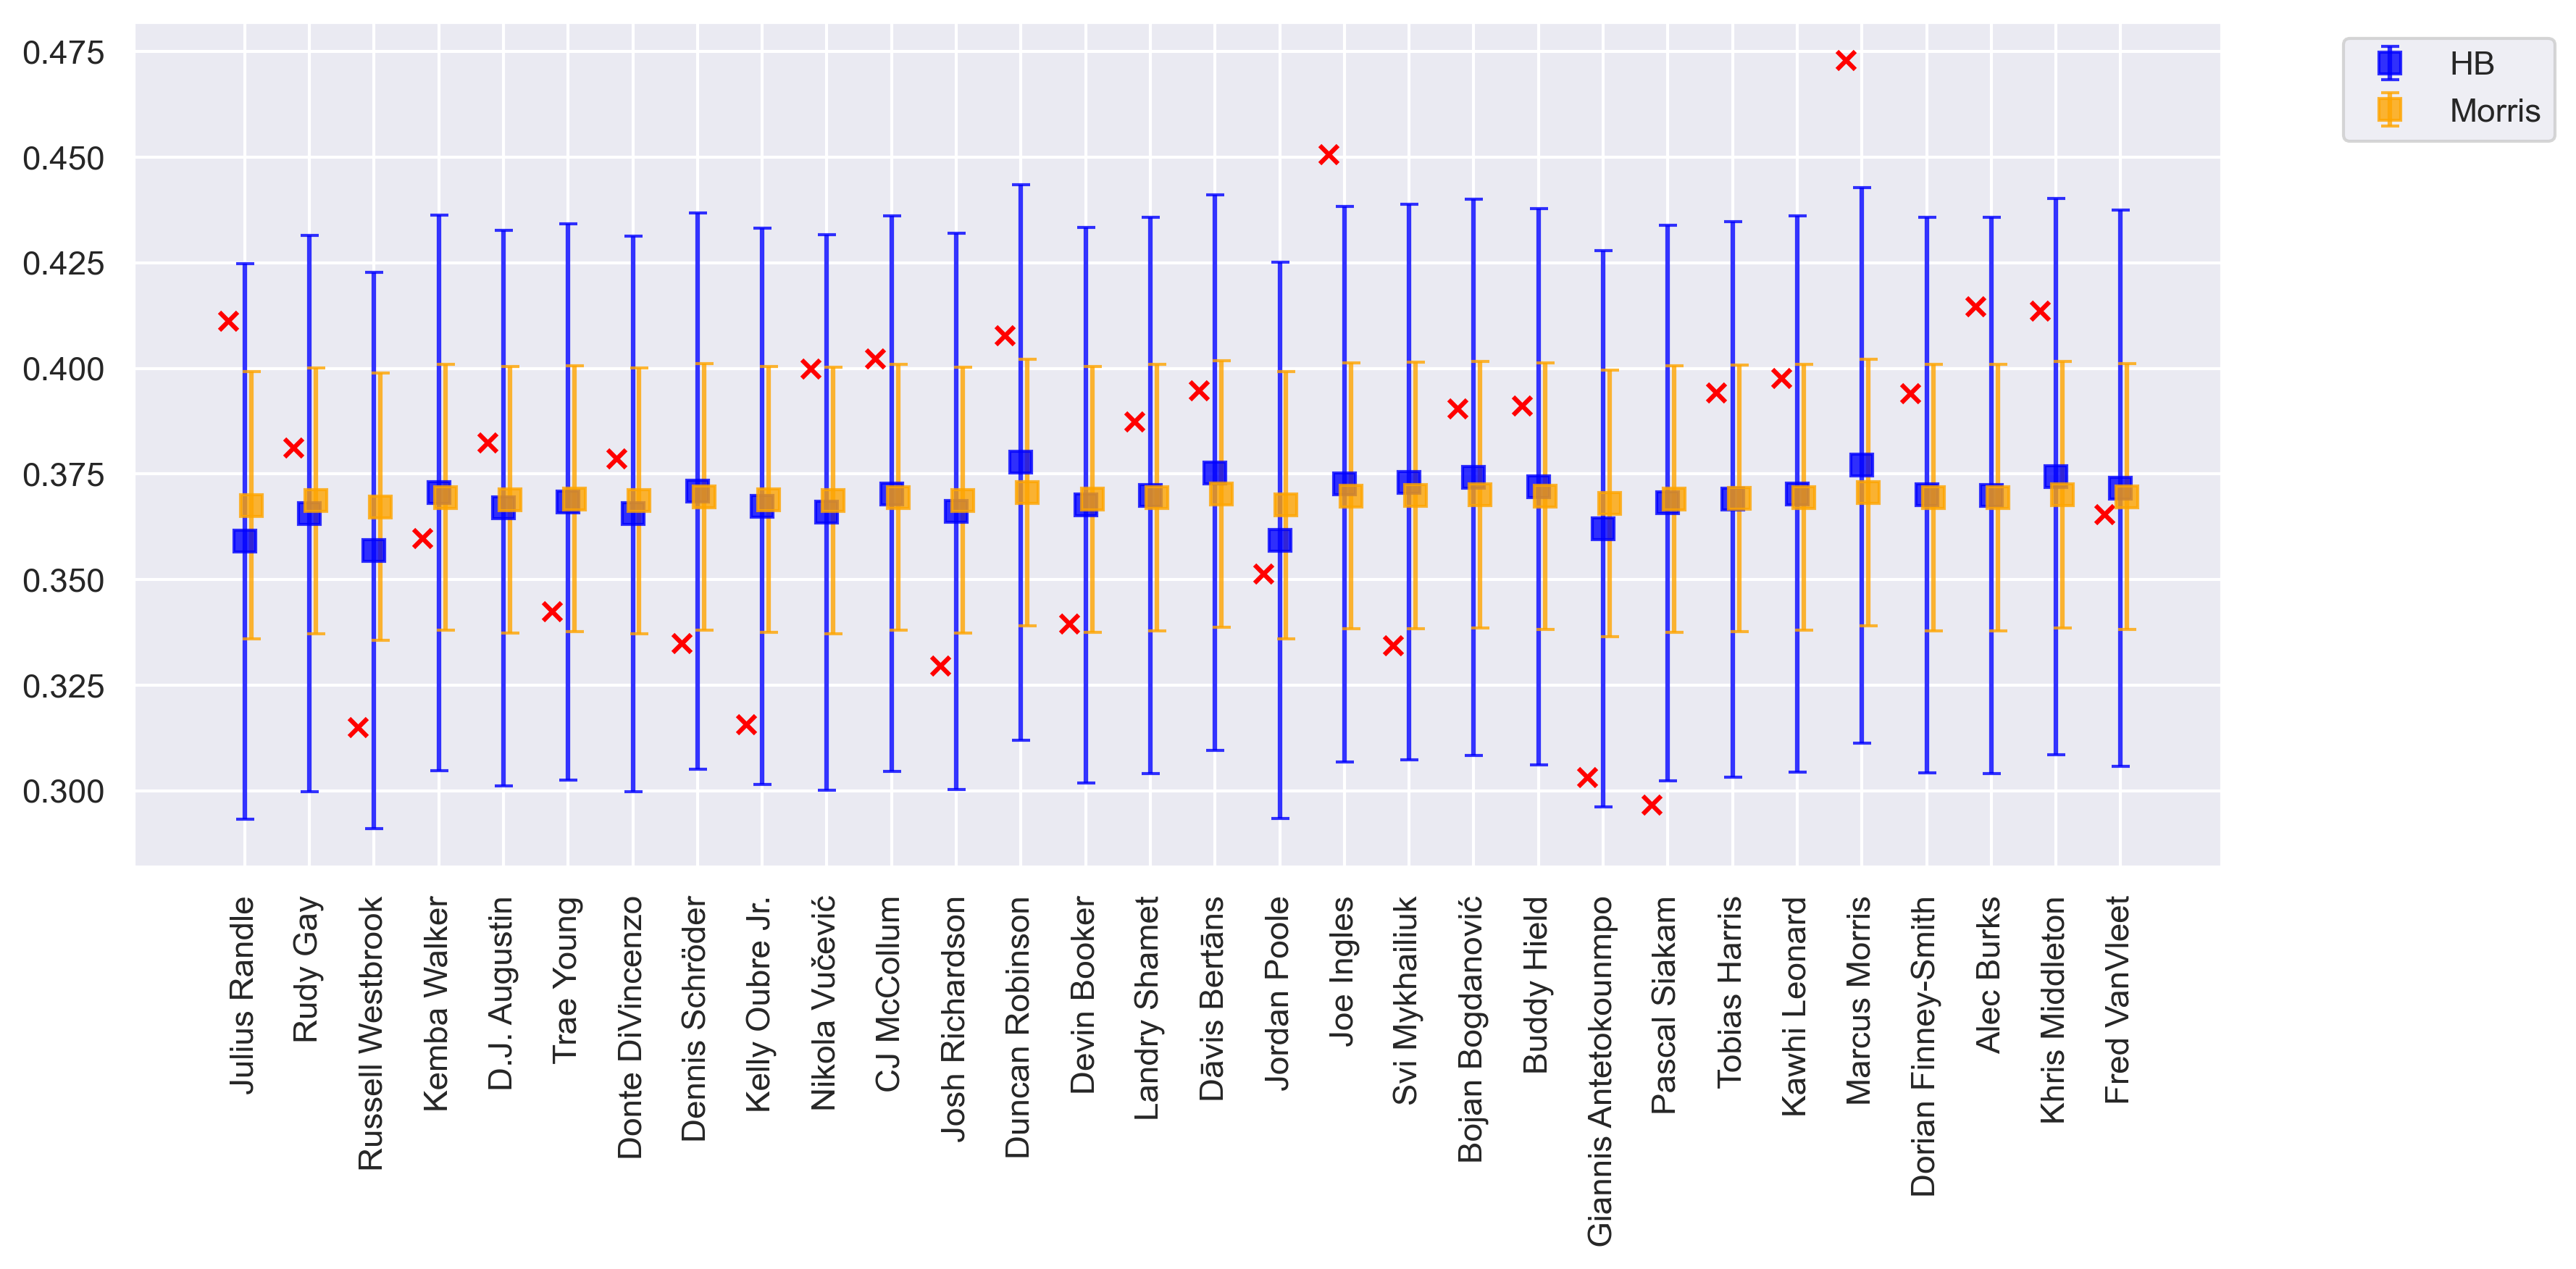 0.475
0.450
0.425
0.400
0.375
0.350
0.325
0.300
HB
Morris
Julius Randle
Rudy Gay
Russell Westbrook
Kemba Walker
D.J. Augustin
Trae Young
Donte DiVincenzo
Dennis Schröder
Kelly Oubre Jr.
Nikola Vučević
CJ McCollum
Josh Richardson
Duncan Robinson
Devin Booker
Landry Shamet
Dāvis Bertāns
Jordan Poole
Joe Ingles
Svi Mykhailiuk
Bojan Bogdanović
Buddy Hield
Giannis Antetokounmpo
Pascal Siakam
Tobias Harris
Kawhi Leonard
Marcus Morris
Dorian Finney-Smith
Alec Burks
Khris Middleton
Fred VanVleet